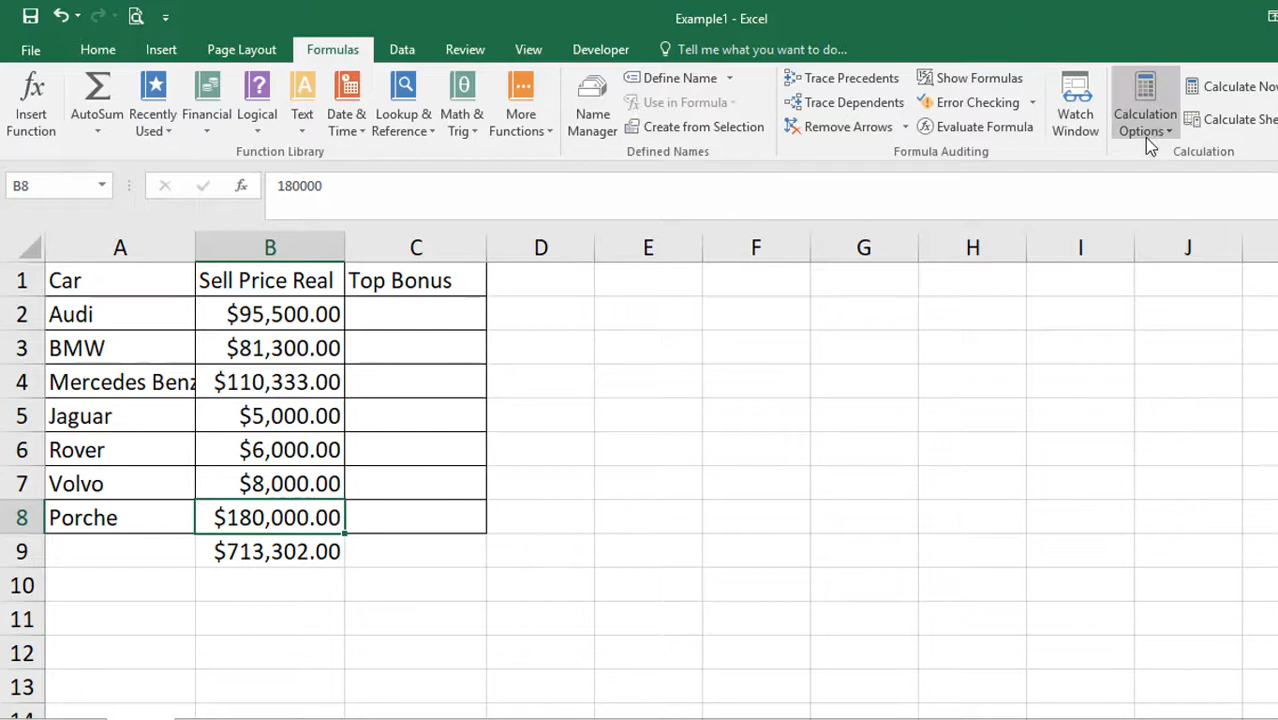 Example1 - Excel
File Home Insert Page Layout Formulas Data Review View Developer Tell me what you want to do...
fx Σ ? A θ
Insert Function
AutoSum
Recently Used
Financial
Logical
Text
Date & Time
Lookup & Reference
Math & Trig
More Functions
Function Library
Name Manager
Define Name
Use in Formula
Create from Selection
Defined Names
Trace Precedents
Trace Dependents
Remove Arrows
Show Formulas
Error Checking
Evaluate Formula
Formula Auditing
Watch Window
Calculation Options
Calculate Now
Calculate She
Calculation
B8 fx 180000
A B C D E F G H I J
1 Car Sell Price Real Top Bonus
2 Audi $95,500.00
3 BMW $81,300.00
4 Mercedes Benz $110,333.00
5 Jaguar $5,000.00
6 Rover $6,000.00
7 Volvo $8,000.00
8 Porche $180,000.00
9 $713,302.00
10
11
12
13